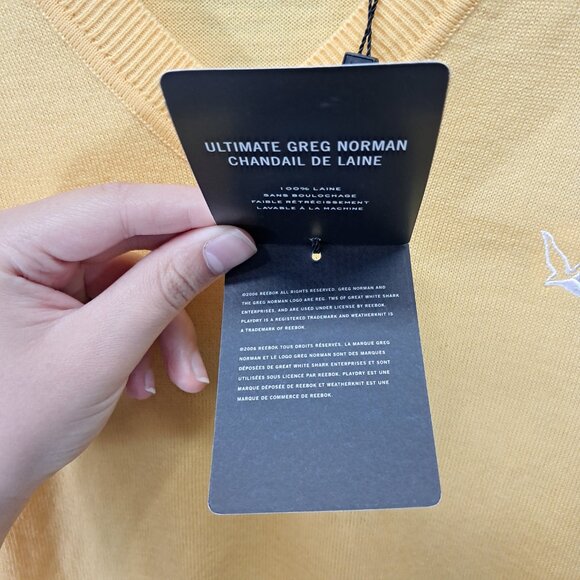 ULTIMATE GREG NORMAN
CHANDAIL DE LAINE
100% LAINE
SANS BOULOCHAGE
FAIBLE RÉTRÉCISSEMENT
LAVABLE À LA MACHINE
©2006 REEBOK ALL RIGHTS RESERVED. GREG NORMAN AND
THE GREG NORMAN LOGO ARE REG. TMS OF GREAT WHITE SHARK
ENTERPRISES, AND ARE USED UNDER LICENSE BY REEBOK.
PLAYDRY IS A REGISTERED TRADEMARK AND WEATHERKNIT IS
A TRADEMARK OF REEBOK.
©2006 REEBOK TOUS DROITS RÉSERVÉS. LA MARQUE GREG
NORMAN ET LE LOGO GREG NORMAN SONT DES MARQUES
DÉPOSÉES DE GREAT WHITE SHARK ENTERPRISES ET SONT
UTILISÉES SOUS LICENCE PAR REEBOK. PLAYDRY EST UNE
MARQUE DÉPOSÉE DE REEBOK ET WEATHERKNIT EST UNE
MARQUE DE COMMERCE DE REEBOK.